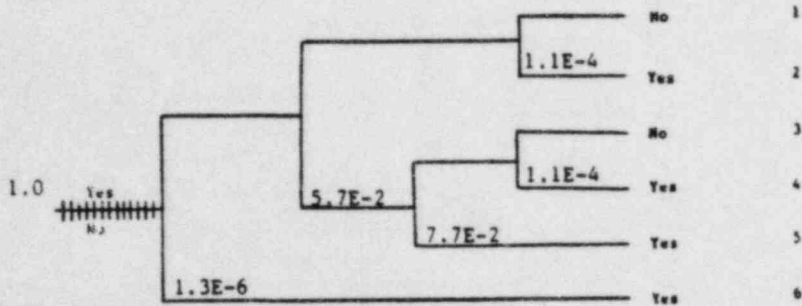 No 1
1.1E-4
Yes 2
No 3
1.0 Yes
1.1E-4
Yes 4
5.7E-2
No
7.7E-2
Yes 5
1.3E-6
Yes 6